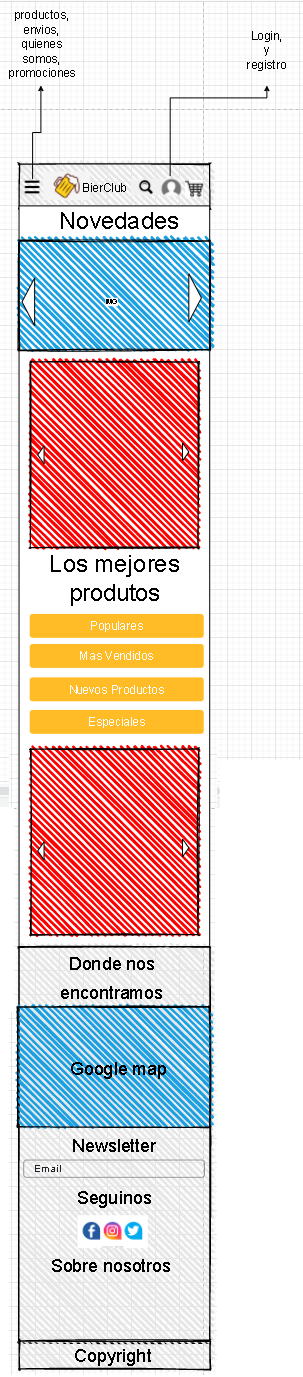 productos,
envios,
quienes
somos,
promociones
Login,
y
registro
BierClub
Novedades
IMG
Los mejores
produtos
Populares
Mas Vendidos
Nuevos Productos
Especiales
Donde nos
encontramos
Google map
Newsletter
Email
Seguinos
Sobre nosotros
Copyright